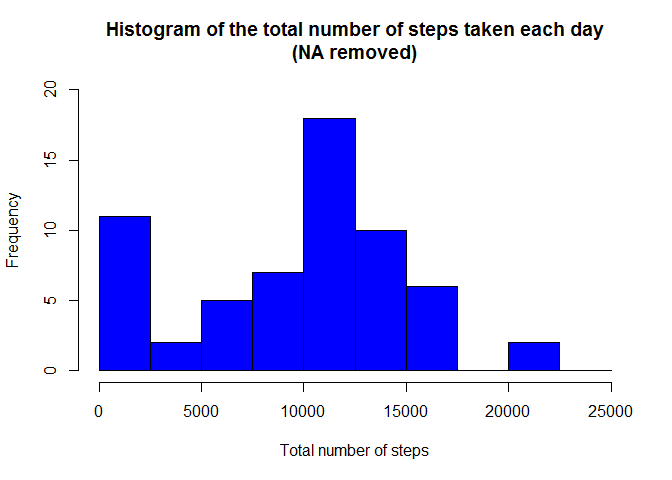 Histogram of the total number of steps taken each day
(NA removed)
20
15
10
5
0
Frequency
0 5000 10000 15000 20000 25000
Total number of steps